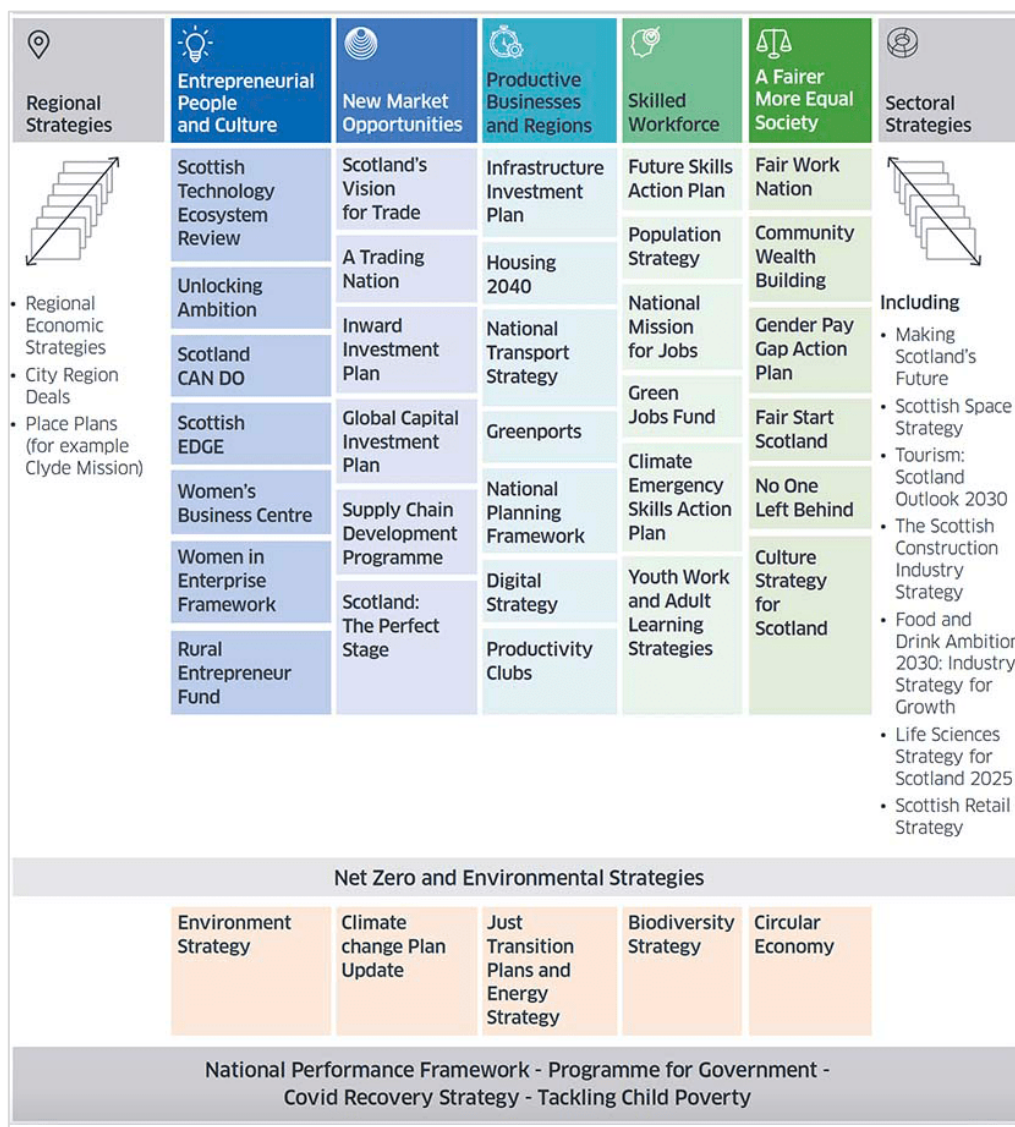 Regional
Strategies
• Regional
Economic
Strategies
• City Region
Deals
• Place Plans
(for example
Clyde Mission)
Entrepreneurial
People
and Culture
Scottish
Technology
Ecosystem
Review
Unlocking
Ambition
Scotland
CAN DO
Scottish
EDGE
Women's
Business Centre
Women in
Enterprise
Framework
Rural
Entrepreneur
Fund
New Market
Opportunities
Scotland's
Vision
for Trade
A Trading
Nation
Inward
Investment
Plan
Global Capital
Investment
Plan
Supply Chain
Development
Programme
Scotland:
The Perfect
Stage
Productive
Businesses
and Regions
Infrastructure
Investment
Plan
Housing
2040
National
Transport
Strategy
Greenports
National
Planning
Framework
Digital
Strategy
Productivity
Clubs
Skilled
Workforce
Future Skills
Action Plan
Population
Strategy
National
Mission
for Jobs
Green
Jobs Fund
Climate
Emergency
Skills Action
Plan
Youth Work
and Adult
Learning
Strategies
A Fairer
More Equal
Society
Fair Work
Nation
Community
Wealth
Building
Gender Pay
Gap Action
Plan
Fair Start
Scotland
No One
Left Behind
Culture
Strategy
for
Scotland
Sectoral
Strategies
Including
• Making
Scotland's
Future
• Scottish Space
Strategy
• Tourism:
Scotland
Outlook 2030
• The Scottish
Construction
Industry
Strategy
• Food and
Drink Ambition
2030: Industry
Strategy for
Growth
• Life Sciences
Strategy for
Scotland 2025
• Scottish Retail
Strategy
Net Zero and Environmental Strategies
Environment
Strategy
Climate
change Plan
Update
Just
Transition
Plans and
Energy
Strategy
Biodiversity
Strategy
Circular
Economy
National Performance Framework - Programme for Government -
Covid Recovery Strategy - Tackling Child Poverty